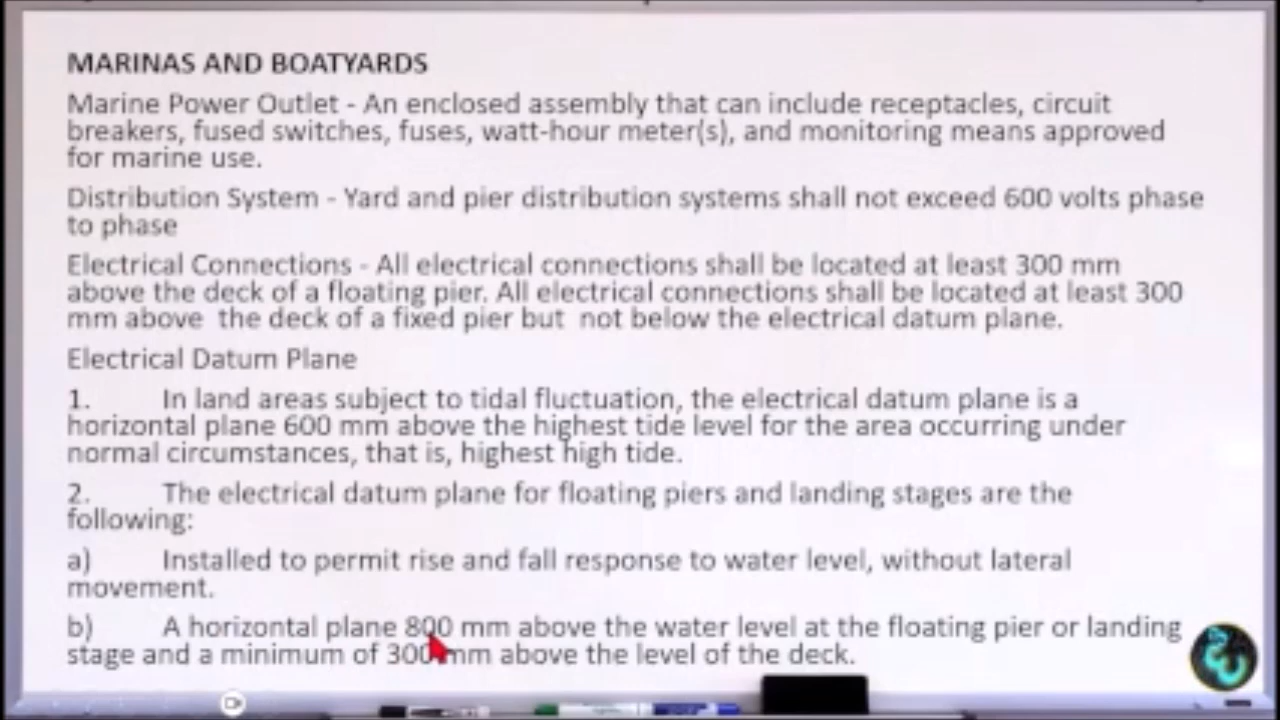 MARINAS AND BOATYARDS
Marine Power Outlet - An enclosed assembly that can include receptacles, circuit
breakers, fused switches, fuses, watt-hour meter(s), and monitoring means approved
for marine use.
Distribution System - Yard and pier distribution systems shall not exceed 600 volts phase
to phase
Electrical Connections - All electrical connections shall be located at least 300 mm
above the deck of a floating pier. All electrical connections shall be located at least 300
mm above the deck of a fixed pier but not below the electrical datum plane.
Electrical Datum Plane
1. In land areas subject to tidal fluctuation, the electrical datum plane is a
horizontal plane 600 mm above the highest tide level for the area occurring under
normal circumstances, that is, highest high tide.
2. The electrical datum plane for floating piers and landing stages are the
following:
a) Installed to permit rise and fall response to water level, without lateral
movement.
b) A horizontal plane 800 mm above the water level at the floating pier or landing
stage and a minimum of 300 mm above the level of the deck.